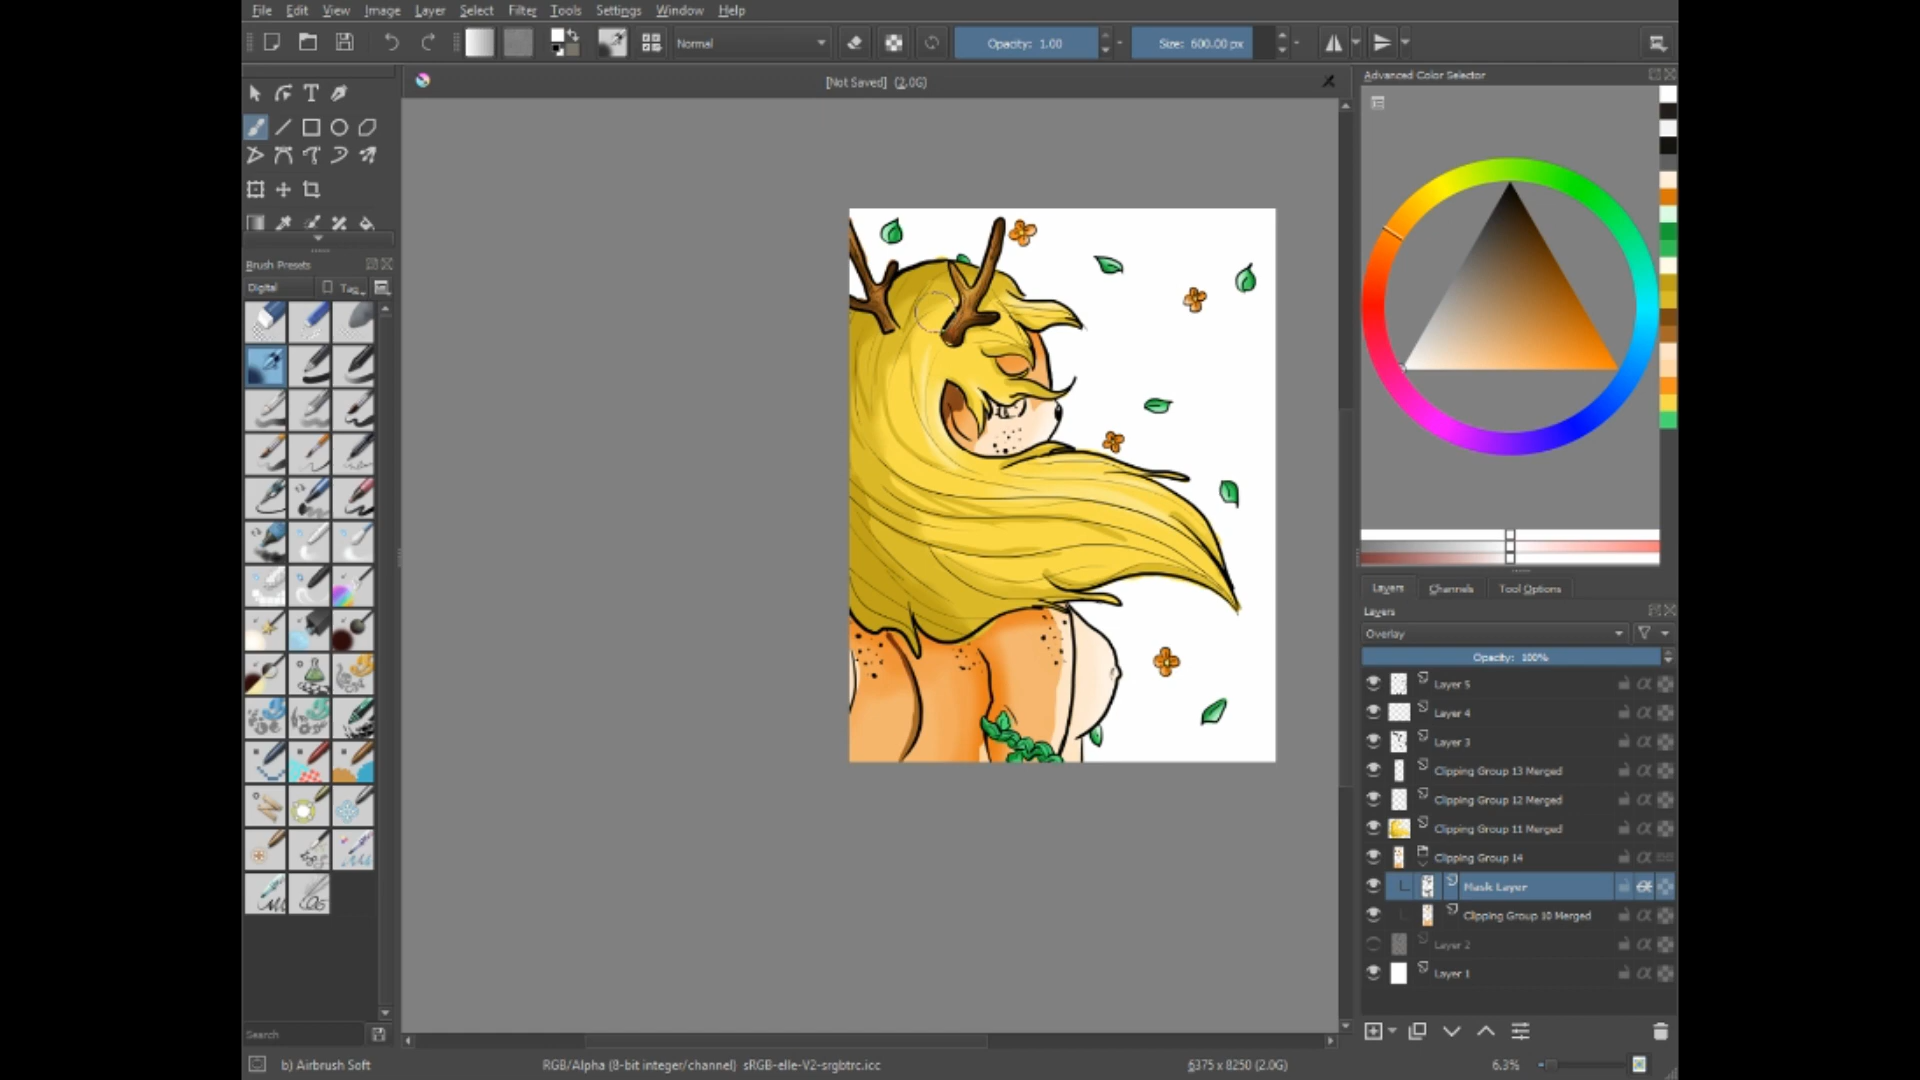 File Edit View Image Layer Select Filter Tools Settings Window Help
Normal
Opacity: 1.00
Size: 600.00 px
[Not Saved] (2.0G)
Advanced Color Selector
Brush Presets
Digital
Tag
Layers Channels Tool Options
Layers
Overlay
Opacity: 100%
Layer 5
Layer 4
Layer 3
Clipping Group 13 Merged
Clipping Group 12 Merged
Clipping Group 11 Merged
Clipping Group 14
Mask Layer
Clipping Group 10 Merged
Layer 2
Layer 1
Search
b) Airbrush Soft
RGB/Alpha (8-bit integer/channel) sRGB-elle-V2-srgbtrc.icc
6375 x 8250 (2.0G)
6.3%